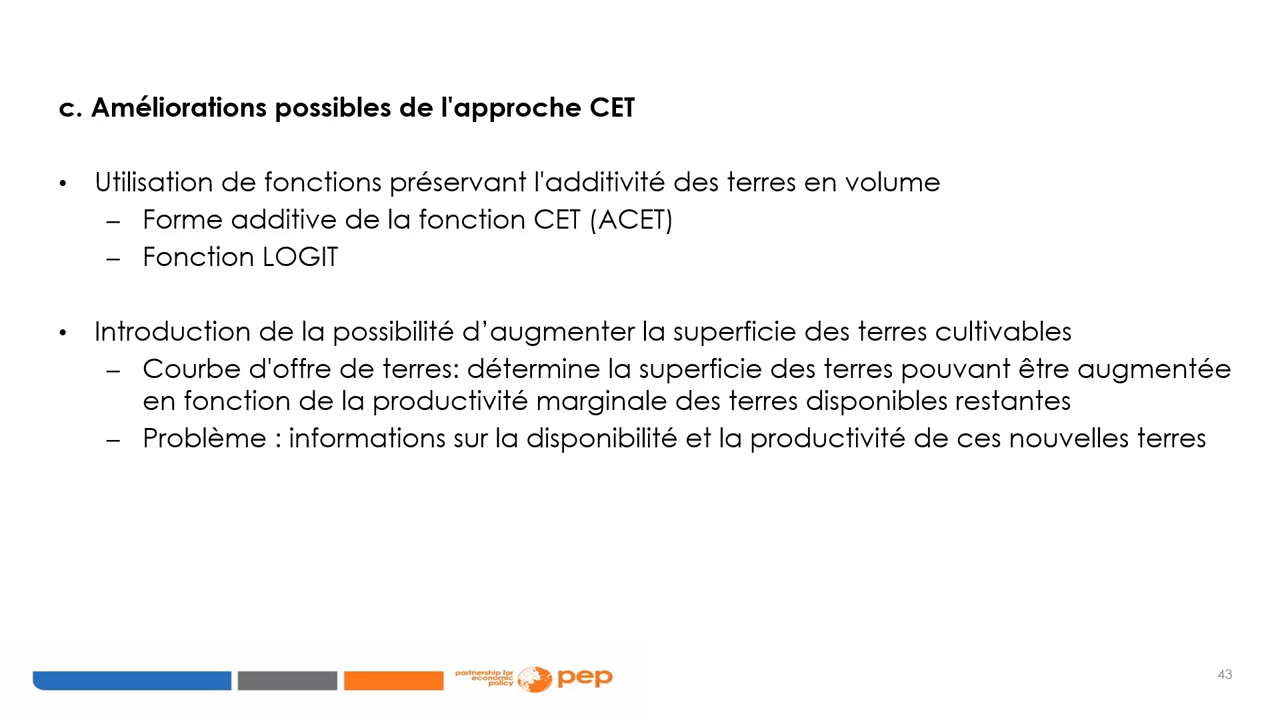 c. Améliorations possibles de l'approche CET
• Utilisation de fonctions préservant l'additivité des terres en volume
– Forme additive de la fonction CET (ACET)
– Fonction LOGIT
• Introduction de la possibilité d’augmenter la superficie des terres cultivables
– Courbe d'offre de terres: détermine la superficie des terres pouvant être augmentée
en fonction de la productivité marginale des terres disponibles restantes
– Problème : informations sur la disponibilité et la productivité de ces nouvelles terres
partnership for
economic
policy
pep
43